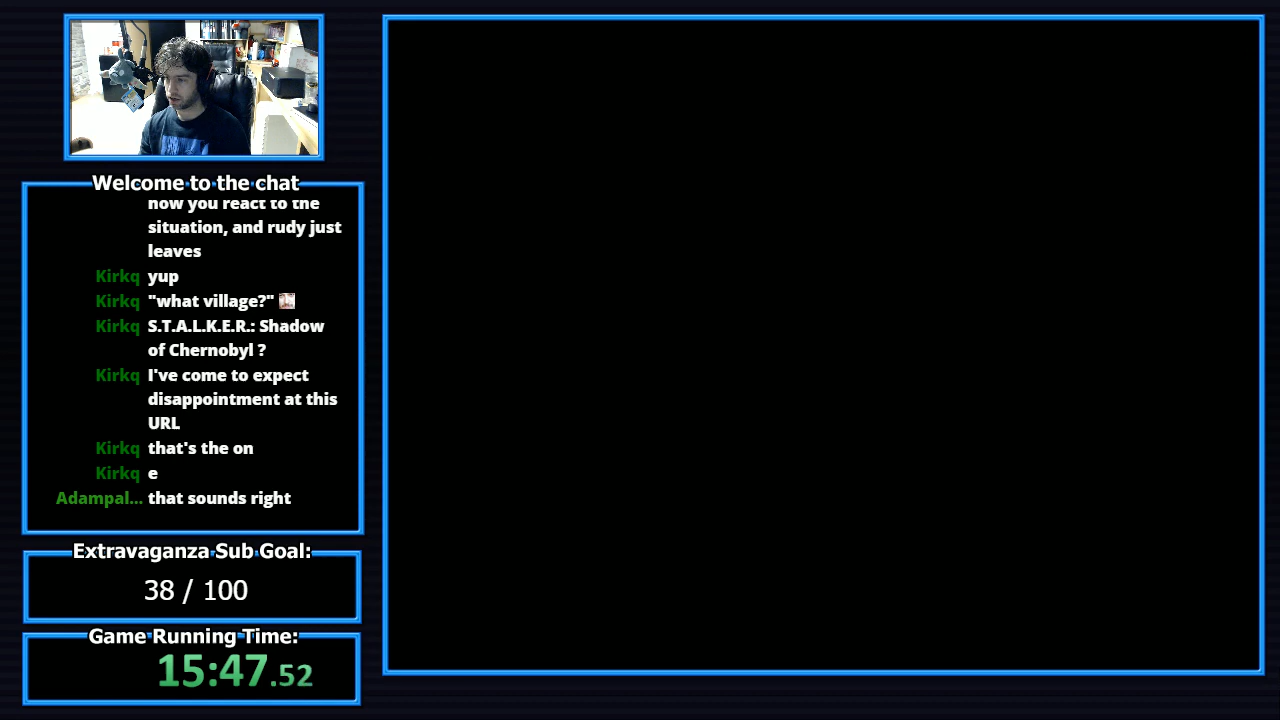 Welcome to the chat
now you react to the
situation, and rudy just
leaves
Kirkq yup
Kirkq "what village?"
Kirkq S.T.A.L.K.E.R.: Shadow
of Chernobyl ?
Kirkq I've come to expect
disappointment at this
URL
Kirkq that's the on
Kirkq e
Adampal... that sounds right
Extravaganza Sub Goal:
38 / 100
Game Running Time:
15:47.52